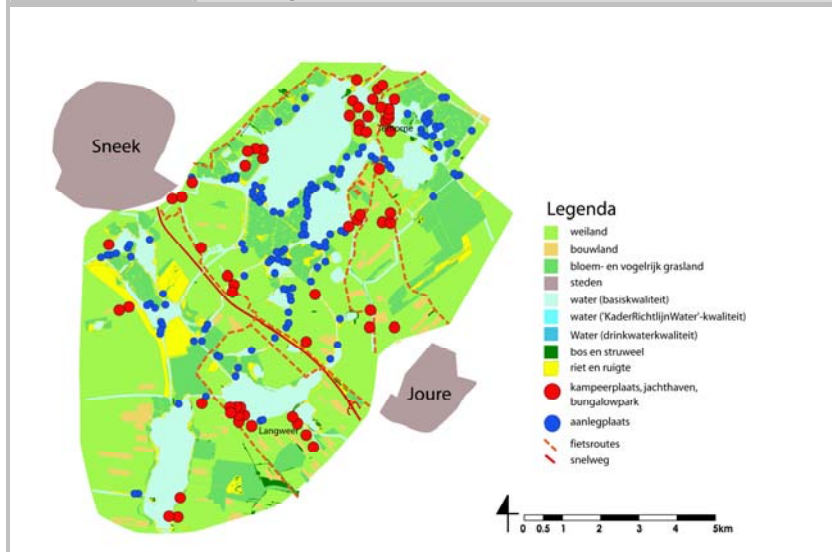 Sneek
Terhorne
Joure
Langweer
Legenda
weiland
bouwland
bloem- en vogelrijk grasland
steden
water (basiskwaliteit)
water ('KaderRichtlijnWater'-kwaliteit)
Water (drinkwaterkwaliteit)
bos en struweel
riet en ruigte
kampeerplaats, jachthaven,
bungalowpark
aanlegplaats
fietsroutes
snelweg
0 0.5 1 2 3 4 5km